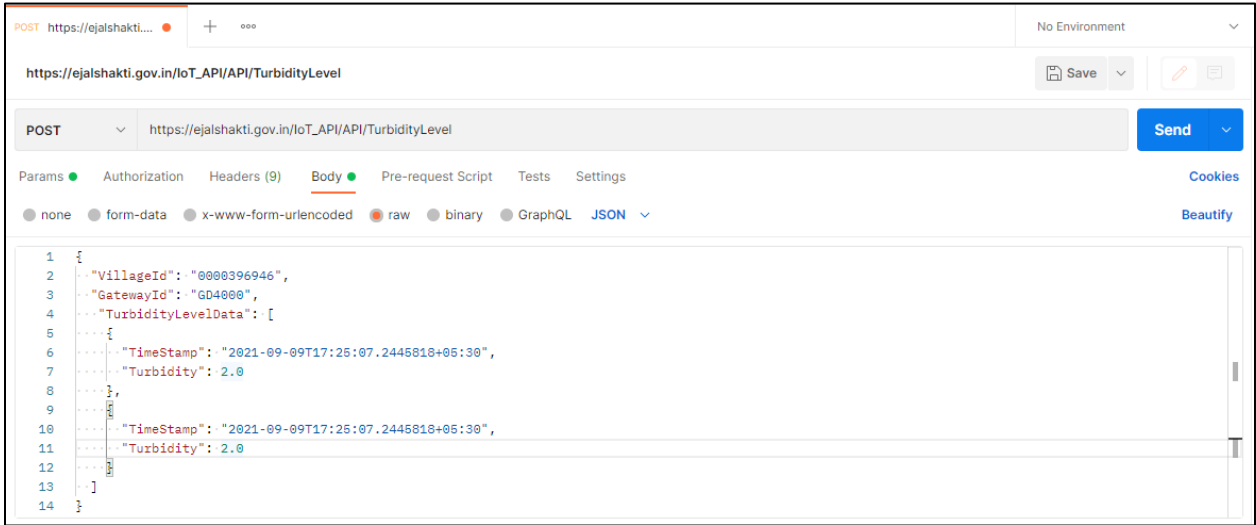 POST https://ejalshakti.... + ooo No Environment
https://ejalshakti.gov.in/IoT_API/API/TurbidityLevel Save
POST https://ejalshakti.gov.in/IoT_API/API/TurbidityLevel Send
Params Authorization Headers (9) Body Pre-request Script Tests Settings Cookies
none form-data x-www-form-urlencoded raw binary GraphQL JSON Beautify
1 {
2 "VillageId": "0000396946",
3 "GatewayId": "GD4000",
4 "TurbidityLevelData": [
5 {
6 "TimeStamp": "2021-09-09T17:25:07.2445818+05:30",
7 "Turbidity": 2.0
8 },
9 {
10 "TimeStamp": "2021-09-09T17:25:07.2445818+05:30",
11 "Turbidity": 2.0
12 }
13 ]
14 }